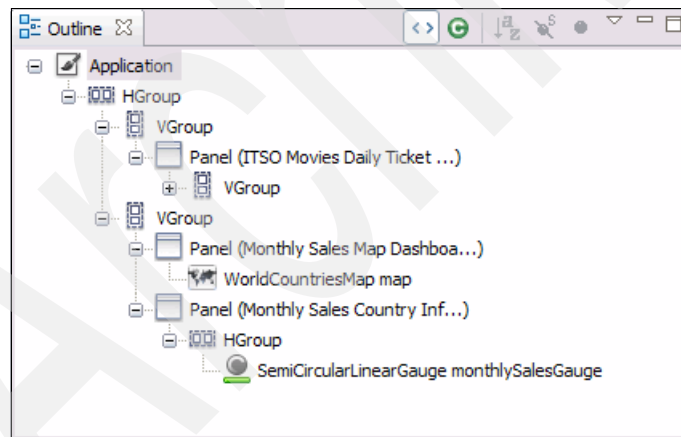 Outline
Application
HGroup
VGroup
Panel (ITSO Movies Daily Ticket ...)
VGroup
VGroup
Panel (Monthly Sales Map Dashboa...)
WorldCountriesMap map
Panel (Monthly Sales Country Inf...)
HGroup
SemiCircularLinearGauge monthlySalesGauge